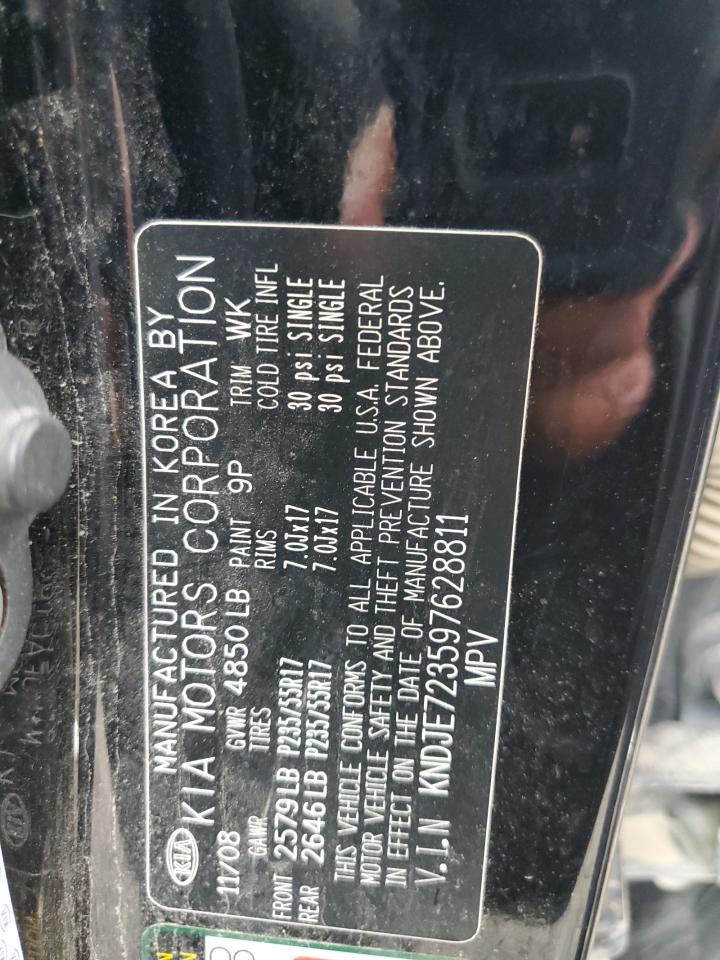 MANUFACTURED IN KOREA BY
KIA KIA MOTORS CORPORATION
11/08 GVWR 4850LB PAINT 9P TRIM WK
GAWR TIRES RIMS COLD TIRE INFL
FRONT 2579LB P235/55R17 7.0Jx17 30 psi SINGLE
REAR 2646LB P235/55R17 7.0Jx17 30 psi SINGLE
THIS VEHICLE CONFORMS TO ALL APPLICABLE U.S.A. FEDERAL
MOTOR VEHICLE SAFETY AND THEFT PREVENTION STANDARDS
IN EFFECT ON THE DATE OF MANUFACTURE SHOWN ABOVE.
V.I.N KNDJE723597628811
MPV